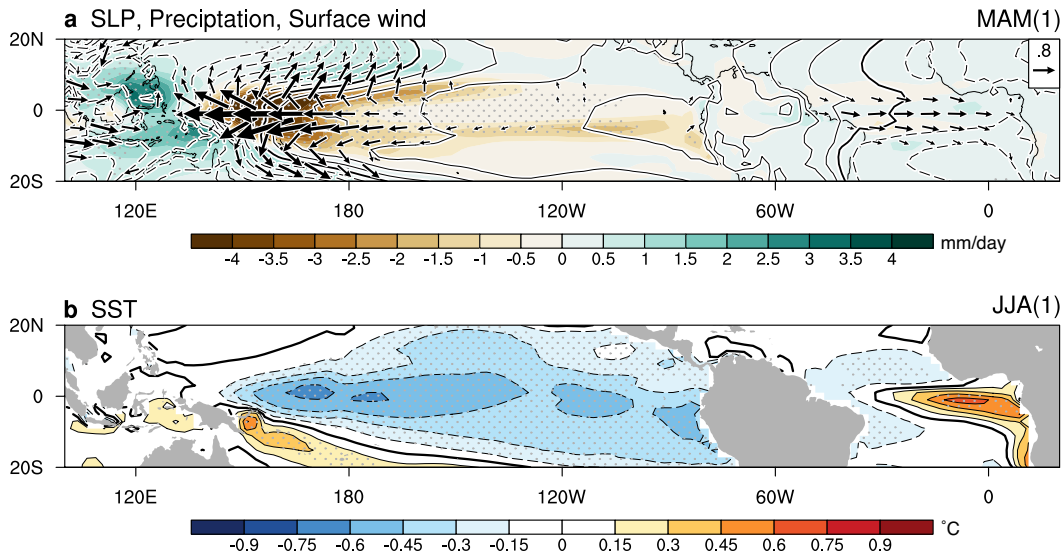 a SLP, Preciptation, Surface wind MAM(1)
20N
.8
0
20S
120E 180 120W 60W 0
-4 -3.5 -3 -2.5 -2 -1.5 -1 -0.5 0 0.5 1 1.5 2 2.5 3 3.5 4 mm/day
b SST JJA(1)
20N
0
20S
120E 180 120W 60W 0
-0.9 -0.75 -0.6 -0.45 -0.3 -0.15 0 0.15 0.3 0.45 0.6 0.75 0.9 °C